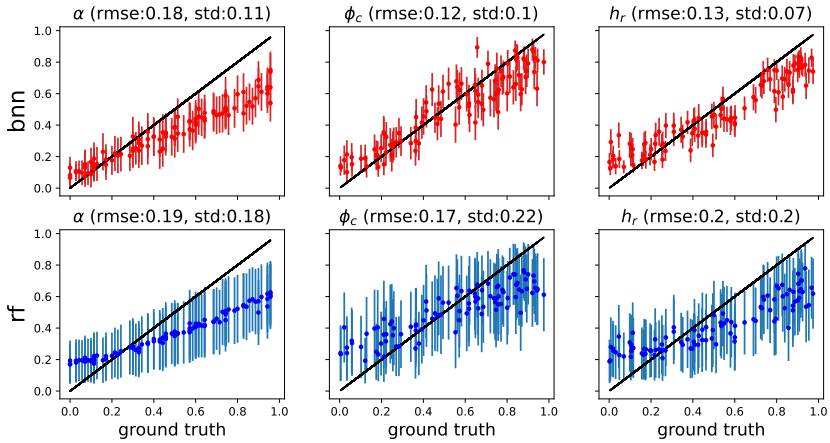 α (rmse:0.18, std:0.11)
ϕc (rmse:0.12, std:0.1)
hr (rmse:0.13, std:0.07)
bnn
1.0
0.8
0.6
0.4
0.2
0.0
α (rmse:0.19, std:0.18)
ϕc (rmse:0.17, std:0.22)
hr (rmse:0.2, std:0.2)
rf
1.0
0.8
0.6
0.4
0.2
0.0
0.0 0.2 0.4 0.6 0.8 1.0
0.0 0.2 0.4 0.6 0.8 1.0
0.0 0.2 0.4 0.6 0.8 1.0
ground truth
ground truth
ground truth